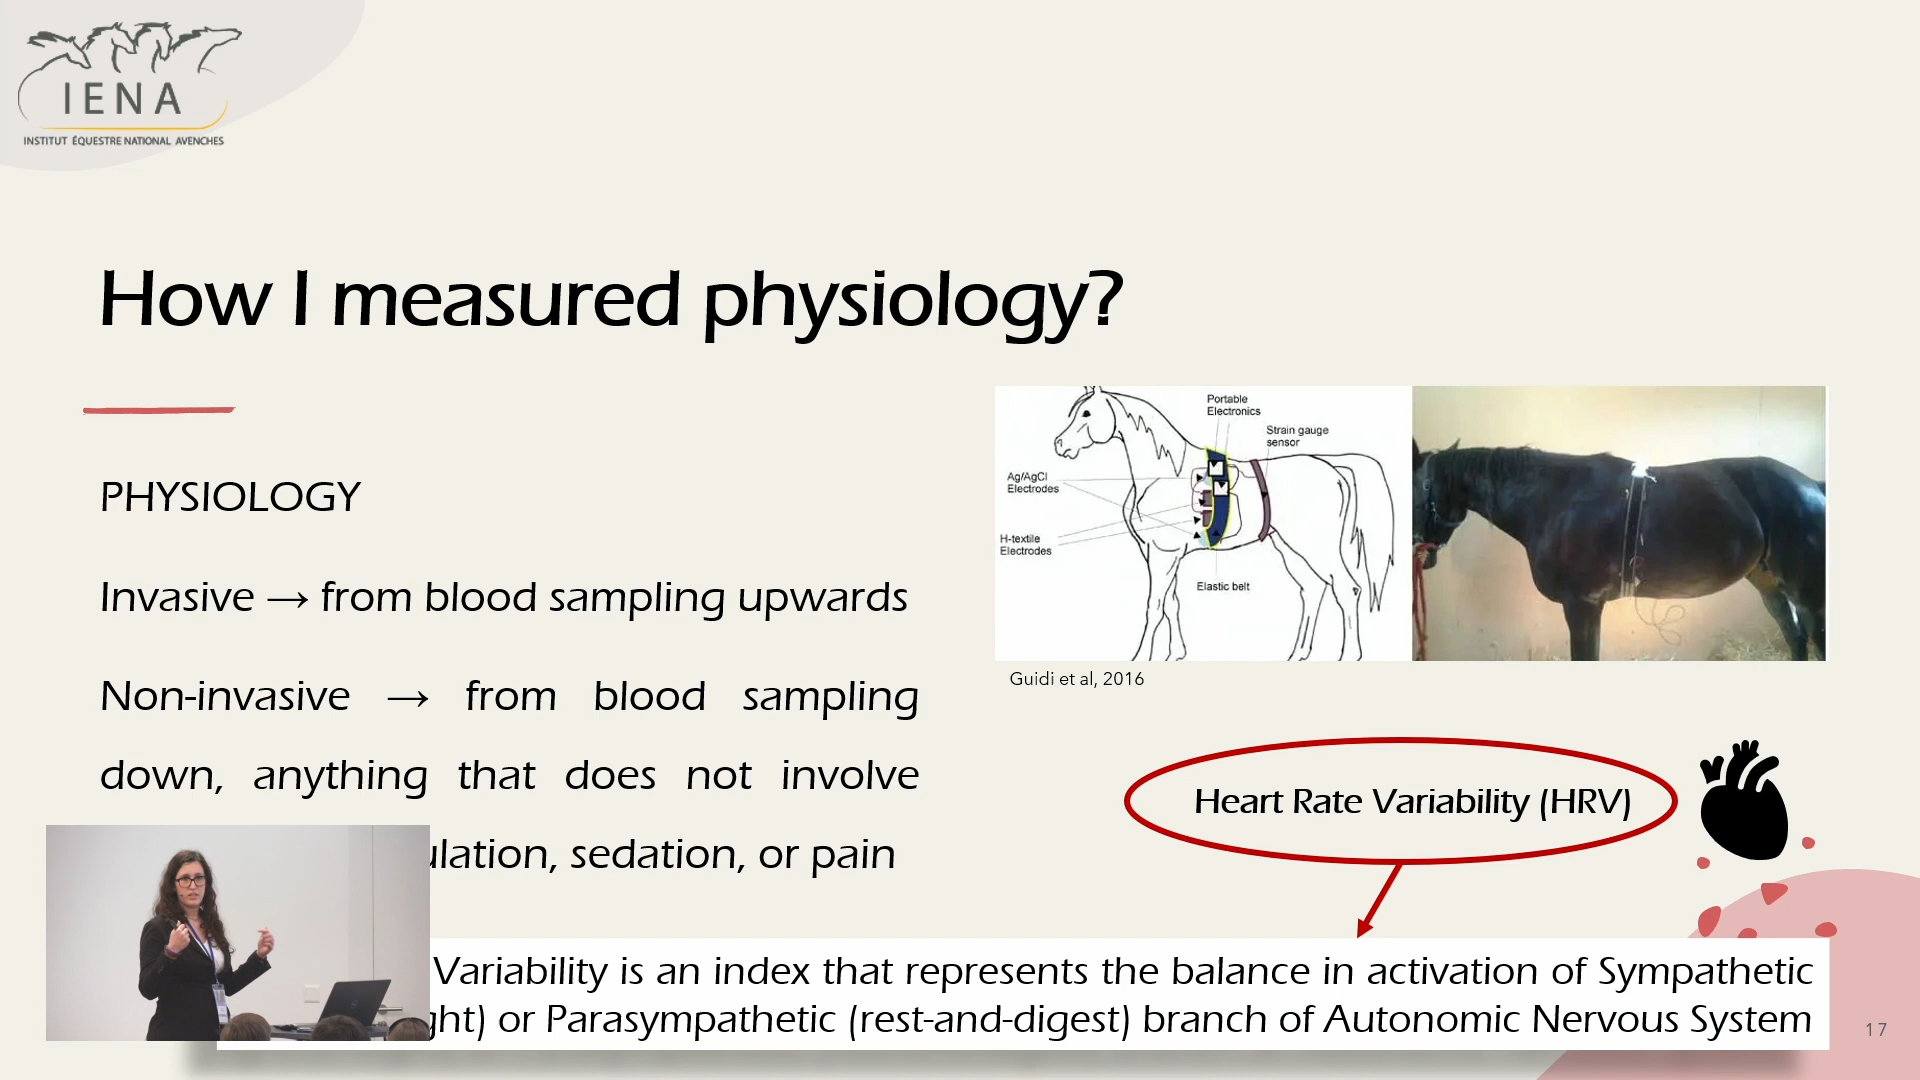 IENA
INSTITUT ÉQUESTRE NATIONAL AVENCHES
How I measured physiology?
PHYSIOLOGY
Invasive → from blood sampling upwards
Non-invasive → from blood sampling
down, anything that does not involve
sedation, or pain
Portable
Electronics
Strain gauge
sensor
Ag/AgCl
Electrodes
H-textile
Electrodes
Elastic belt
Guidi et al, 2016
Heart Rate Variability (HRV)
Variability is an index that represents the balance in activation of Sympathetic
or Parasympathetic (rest-and-digest) branch of Autonomic Nervous System
17